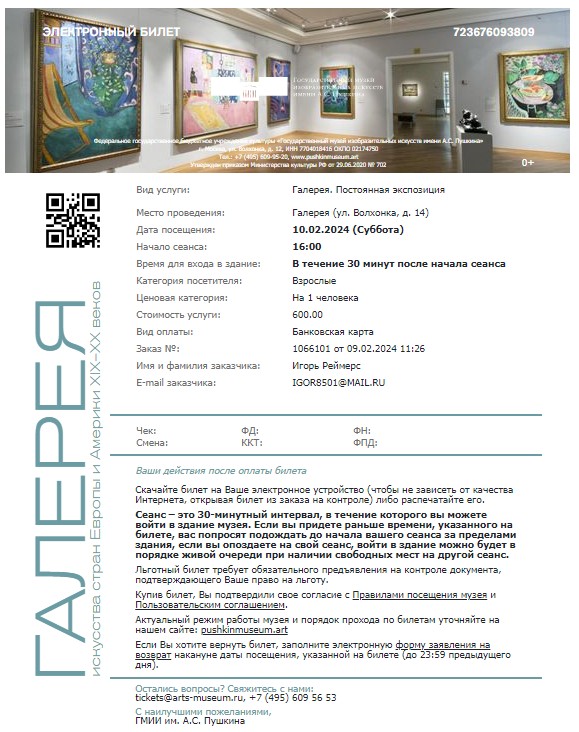 ЭЛЕКТРОННЫЙ БИЛЕТ 723676093809
Государственный музей
изобразительных искусств
имени А.С. Пушкина
Федеральное государственное бюджетное учреждение культуры «Государственный музей изобразительных искусств имени А.С. Пушкина»
г. Москва, ул. Волхонка, д. 12, ИНН 7704018416 ОКПО 02174750
Тел.: +7 (495) 609-95-20, www.pushkinmuseum.art
Утвержден приказом Министерства культуры РФ от 29.06.2020 № 702
0+
ГАЛЕРЕЯ
искусства стран Европы и Америки XIX–XX веков
Вид услуги: Галерея. Постоянная экспозиция
Место проведения: Галерея (ул. Волхонка, д. 14)
Дата посещения: 10.02.2024 (Суббота)
Начало сеанса: 16:00
Время для входа в здание: В течение 30 минут после начала сеанса
Категория посетителя: Взрослые
Ценовая категория: На 1 человека
Стоимость услуги: 600.00
Вид оплаты: Банковская карта
Заказ №: 1066101 от 09.02.2024 11:26
Имя и фамилия заказчика: Игорь Реймерс
E-mail заказчика: IGOR8501@MAIL.RU
Чек: ФД: ФН:
Смена: ККТ: ФПД:
Ваши действия после оплаты билета
Скачайте билет на Ваше электронное устройство (чтобы не зависеть от качества
Интернета, открывая билет из заказа на контроле) либо распечатайте его.
Сеанс – это 30-минутный интервал, в течение которого вы можете
войти в здание музея. Если вы придете раньше времени, указанного на
билете, вас попросят подождать до начала вашего сеанса за пределами
здания, если вы опоздаете на свой сеанс, войти в здание можно будет в
порядке живой очереди при наличии свободных мест на другой сеанс.
Льготный билет требует обязательного предъявления на контроле документа,
подтверждающего Ваше право на льготу.
Купив билет, Вы подтвердили свое согласие с Правилами посещения музея и
Пользовательским соглашением.
Актуальный режим работы музея и порядок прохода по билетам уточняйте на
нашем сайте: pushkinmuseum.art
Если Вы хотите вернуть билет, заполните электронную форму заявления на
возврат накануне даты посещения, указанной на билете (до 23:59 предыдущего
дня).
Остались вопросы? Свяжитесь с нами:
tickets@arts-museum.ru, +7 (495) 609 56 53
С наилучшими пожеланиями,
ГМИИ им. А.С. Пушкина